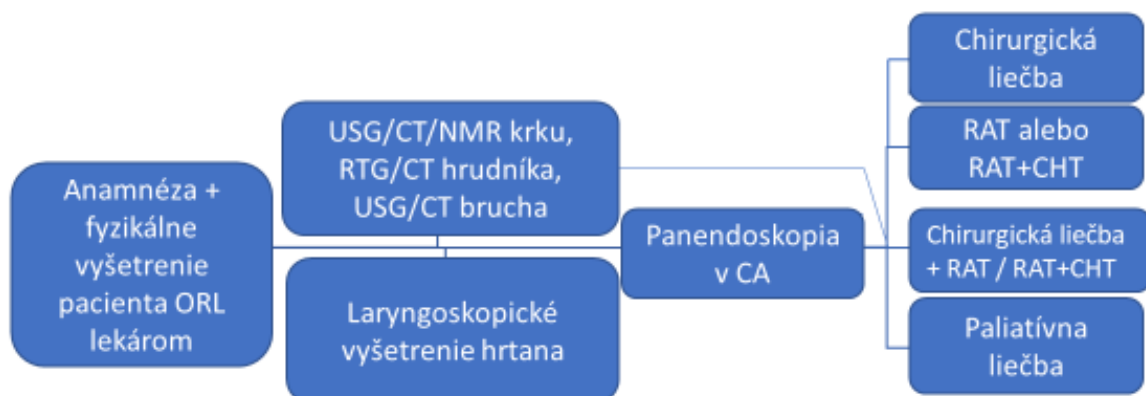 Anamnéza +
fyzikálne
vyšetrenie
pacienta ORL
lekárom
USG/CT/NMR krku,
RTG/CT hrudníka,
USG/CT brucha
Laryngoskopické
vyšetrenie hrtana
Panendoskopia
v CA
Chirurgická
liečba
RAT alebo
RAT+CHT
Chirurgická liečba
+ RAT / RAT+CHT
Paliatívna
liečba